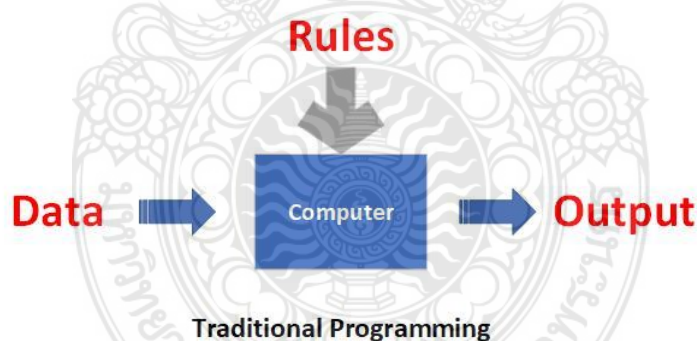 Rules
Data
Computer
Output
Traditional Programming